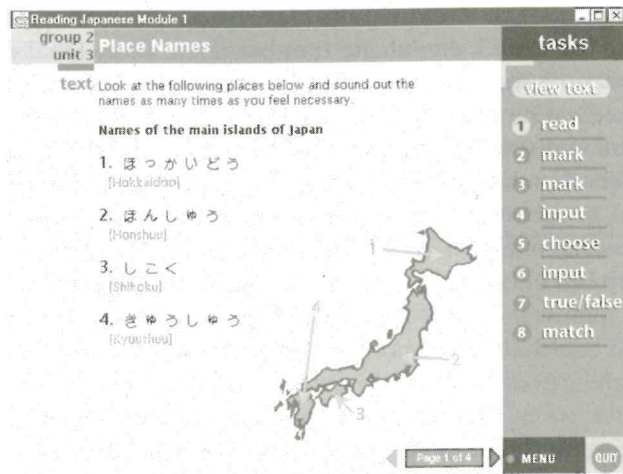 Reading Japanese Module 1
group 2
unit 3
Place Names
tasks
text
Look at the following places below and sound out the
names as many times as you feel necessary.
Names of the main islands of Japan
1. ほっかいどう
[Hokkaidoo]
2. ほんしゅう
[Honshuu]
3. しこく
[Shikoku]
4. きゅうしゅう
[Kyuushuu]
1
4
2
3
view text
1 read
2 mark
3 mark
4 input
5 choose
6 input
7 true/false
8 match
Page 1 of 4
MENU
QUIT